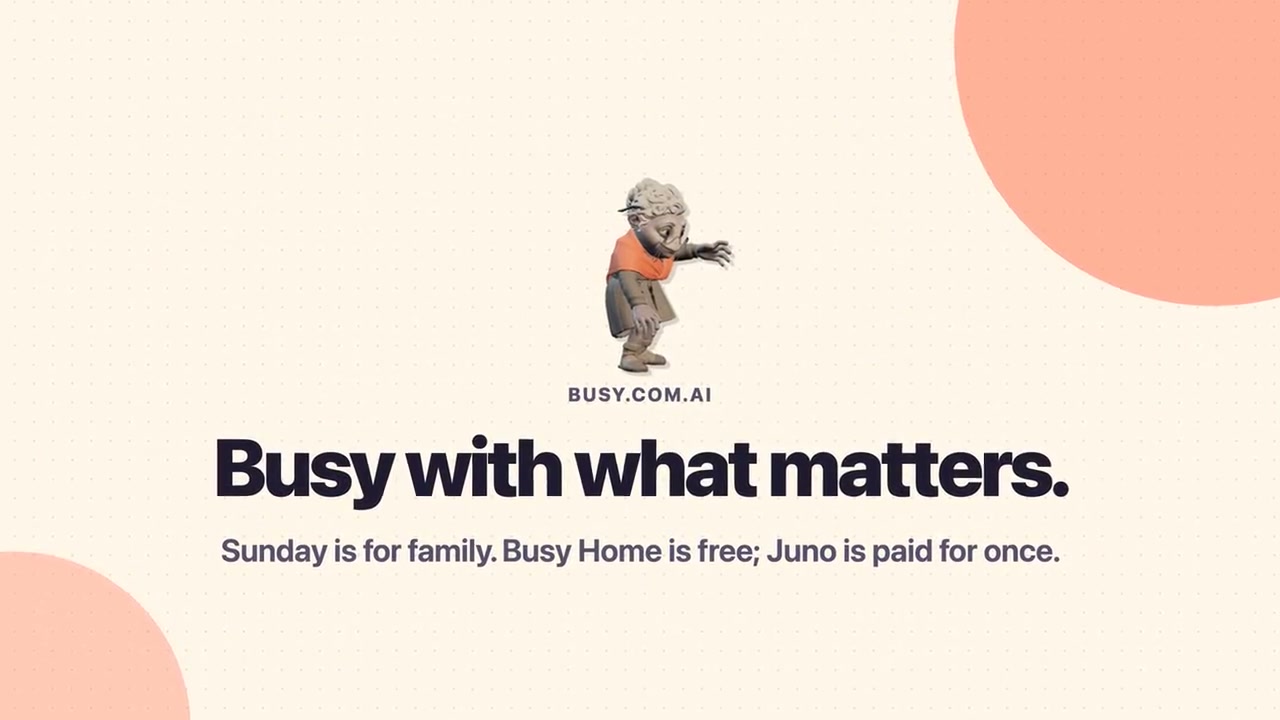 BUSY.COM.AI
Busy with what matters.
Sunday is for family. Busy Home is free; Juno is paid for once.